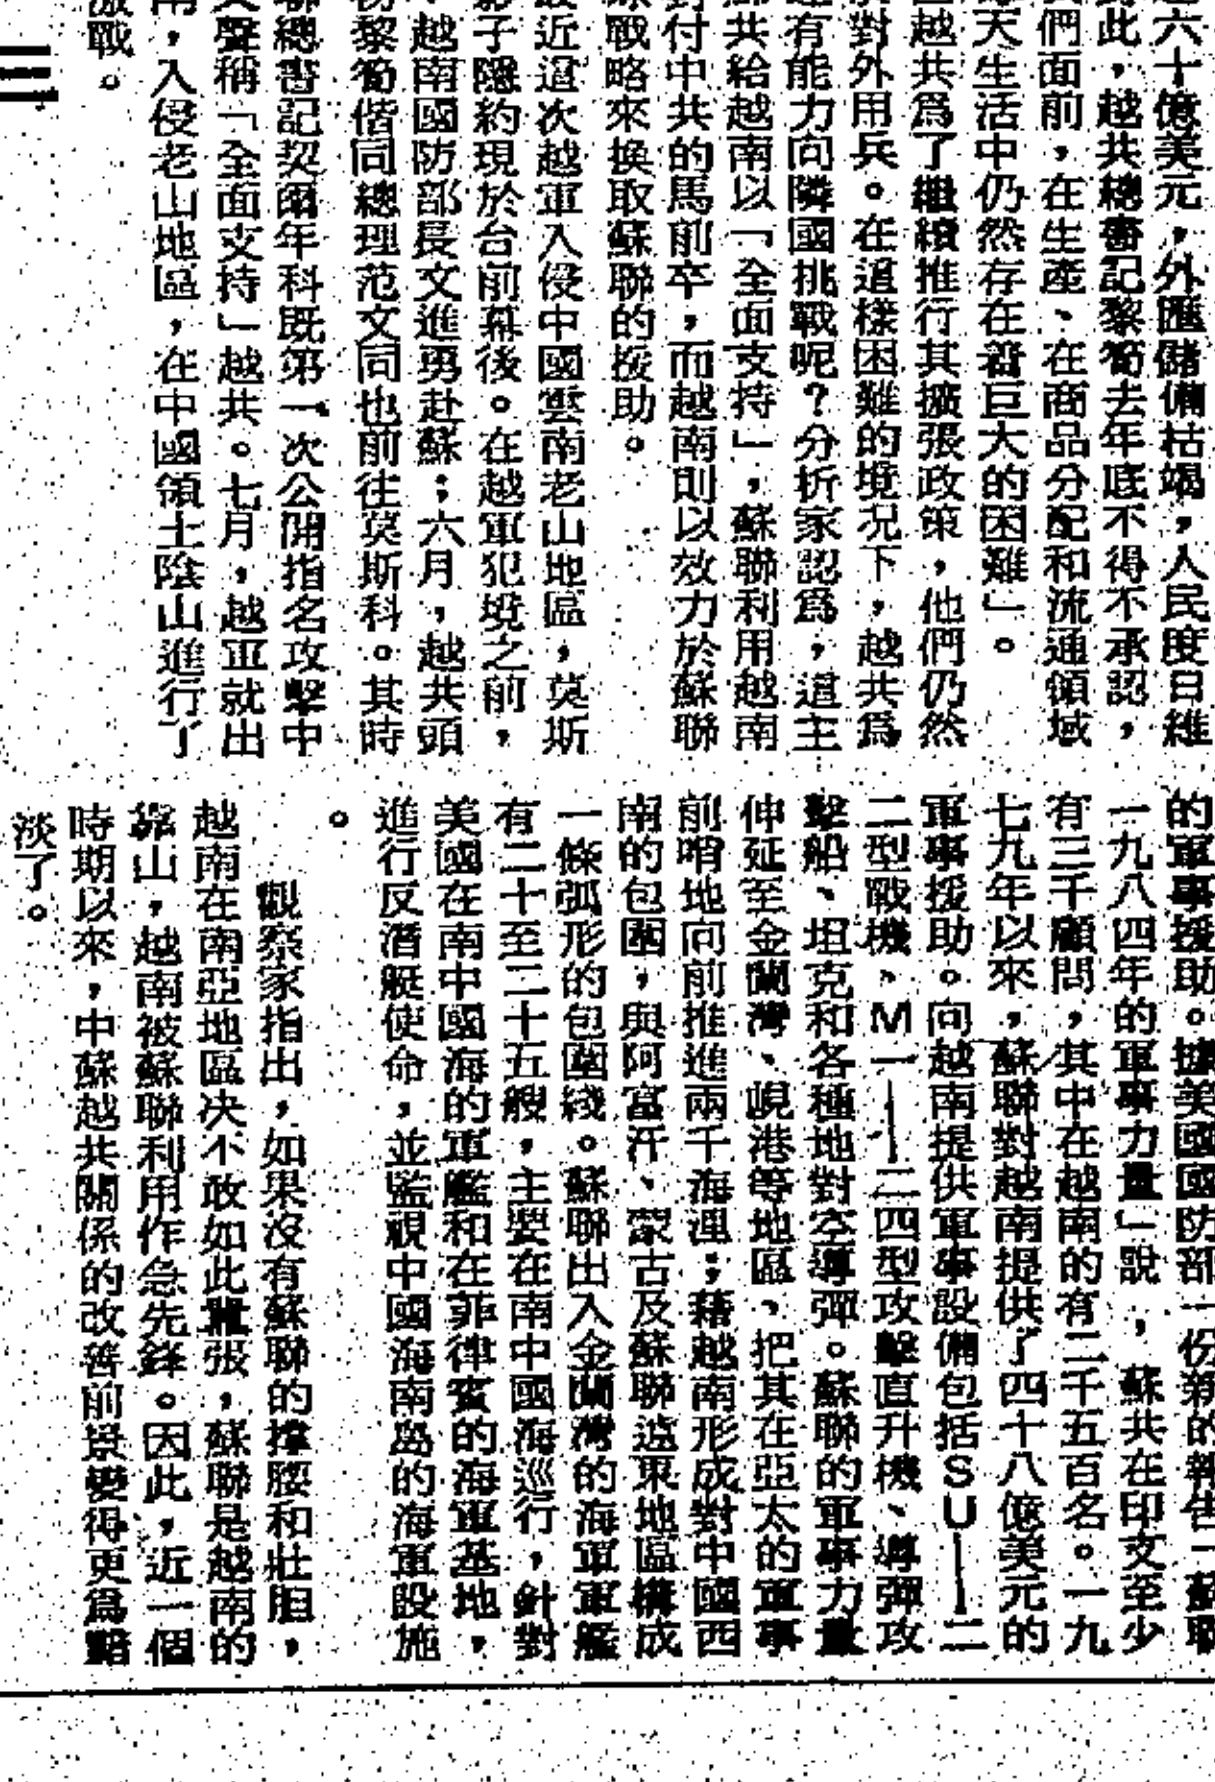 六十億美元，外匯儲備枯竭，人民度日維
此，越共總書記黎筍去年底不得不承認，
們面前，在生產、在商品分配和流通領域
天生活中仍然存在着巨大的困難」。
越共爲了繼續推行其擴張政策，他們仍然
對外用兵。在這樣困難的境況下，越共爲
有能力向隣國挑戰呢？分折家認爲，這主
共給越南以「全面支持」，蘇聯利用越南
付中共的馬前卒，而越南則以效力於蘇聯
戰略來換取蘇聯的援助。
近這次越軍入侵中國雲南老山地區，莫斯
影子隱約現於台前幕後。在越軍犯境之前，
越南國防部長文進勇赴蘇；六月，越共頭
黎筍偕同總理范文同也前往莫斯科。其時
聯總書記契爾年科既第一次公開指名攻擊中
聲稱「全面支持」越共。七月，越軍就出
，入侵老山地區，在中國領土陰山進行了
激戰。
的軍事援助。據美國國防部一份新的報告「蘇聯
一九八四年的軍事力量」說，蘇共在印支至少
有三千顧問，其中在越南的有二千五百名。一九
七九年以來，蘇聯對越南提供了四十八億美元的
軍事援助。向越南提供軍事設備包括SU——二
二型戰機、M一——二四型攻擊直升機、導彈攻
擊船、坦克和各種地對空導彈。蘇聯的軍事力量
伸延至金蘭灣、峴港等地區，把其在亞太的軍事
前哨地向前推進兩千海浬；藉越南形成對中國西
南的包圍，與阿富汗、蒙古及蘇聯遠東地區構成
一條弧形的包圍綫。蘇聯出入金蘭灣的海軍軍艦
有二十至二十五艘，主要在南中國海巡行，針對
美國在南中國海的軍艦和在菲律賓的海軍基地，
進行反潛艇使命，並監視中國海南島的海軍設施
。
觀察家指出，如果沒有蘇聯的撑腰和壯胆，
越南在南亞地區決不敢如此囂張，蘇聯是越南的
靠山，越南被蘇聯利用作急先鋒。因此，近一個
時期以來，中蘇越共關係的改善前景變得更爲黯
淡了。